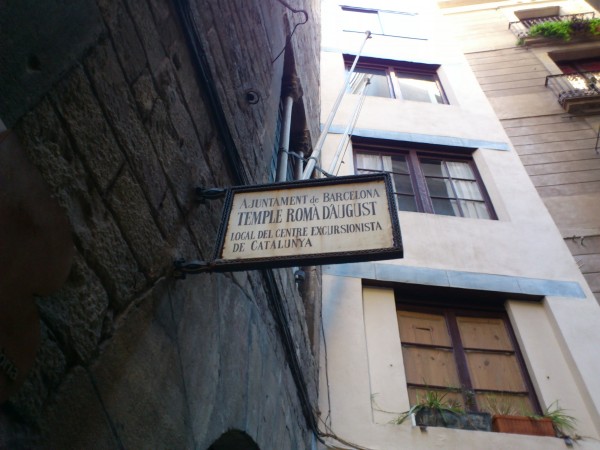 AJUNTAMENT de BARCELONA
TEMPLE ROMÀ D'AUGUST
LOCAL DEL CENTRE EXCURSIONISTA
DE CATALUNYA